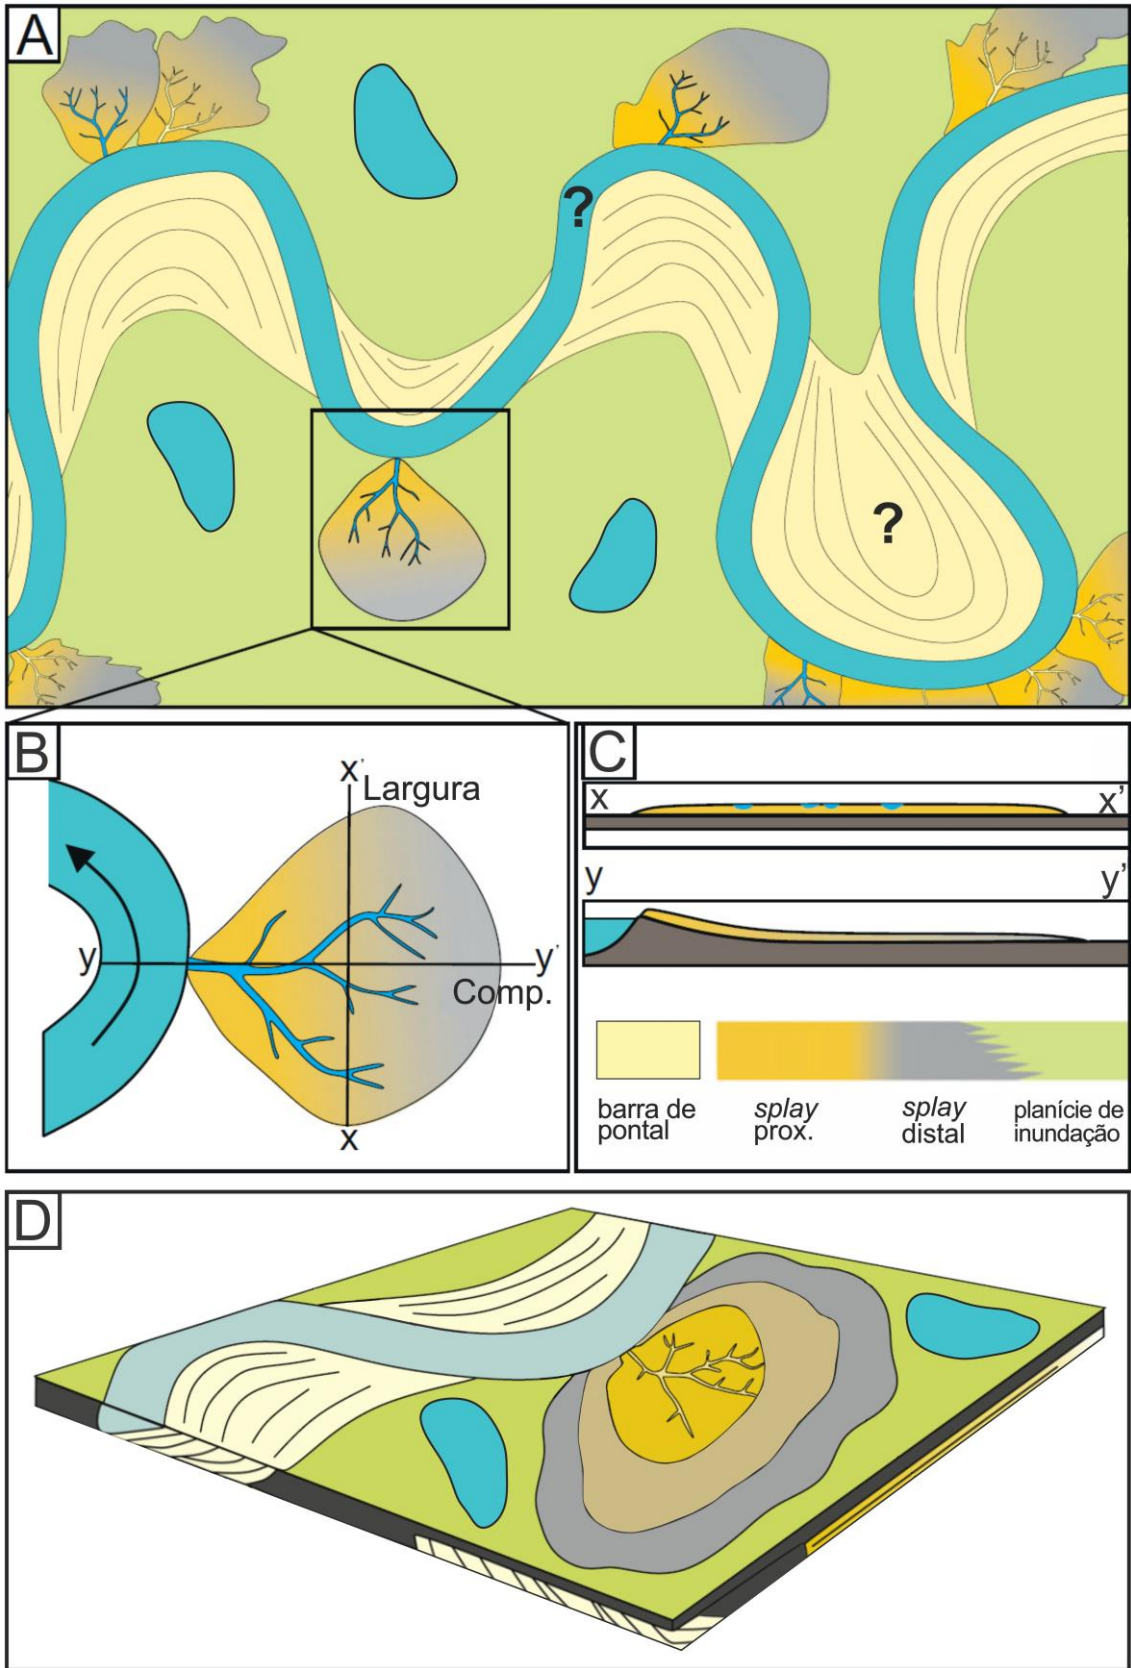 A
?
?
B
x'
Largura
y
y'
Comp.
x
C
x
x'
y
y'
barra de
pontal
splay
prox.
splay
distal
planície de
inundação
D